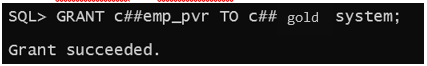 SQL> GRANT c##emp_pvr TO c## gold system;
Grant succeeded.